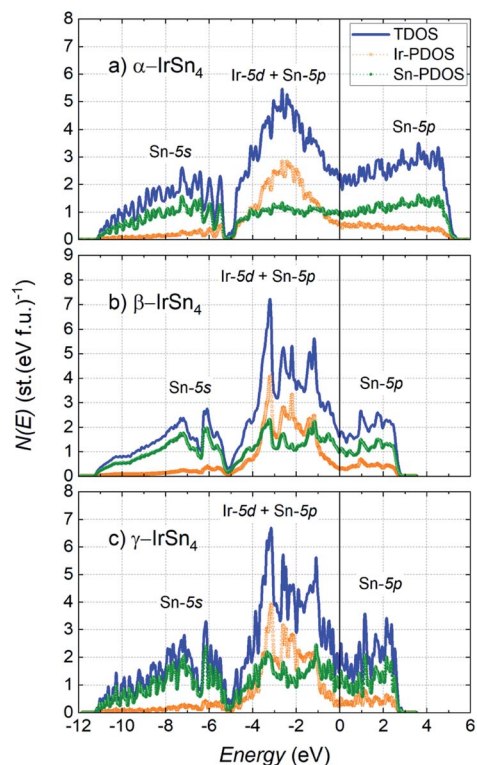 8
7
6
5
4
3
2
1
0
a) α–IrSn4
Ir-5d + Sn-5p
Sn-5s
Sn-5p
TDOS
Ir-PDOS
Sn-PDOS
N(E) (st.(eV f.u.)-1)
9
8
7
6
5
4
3
2
1
0
b) β–IrSn4
Ir-5d + Sn-5p
Sn-5s
Sn-5p
8
7
6
5
4
3
2
1
0
c) γ–IrSn4
Ir-5d + Sn-5p
Sn-5s
Sn-5p
-12 -10 -8 -6 -4 -2 0 2 4 6
Energy (eV)